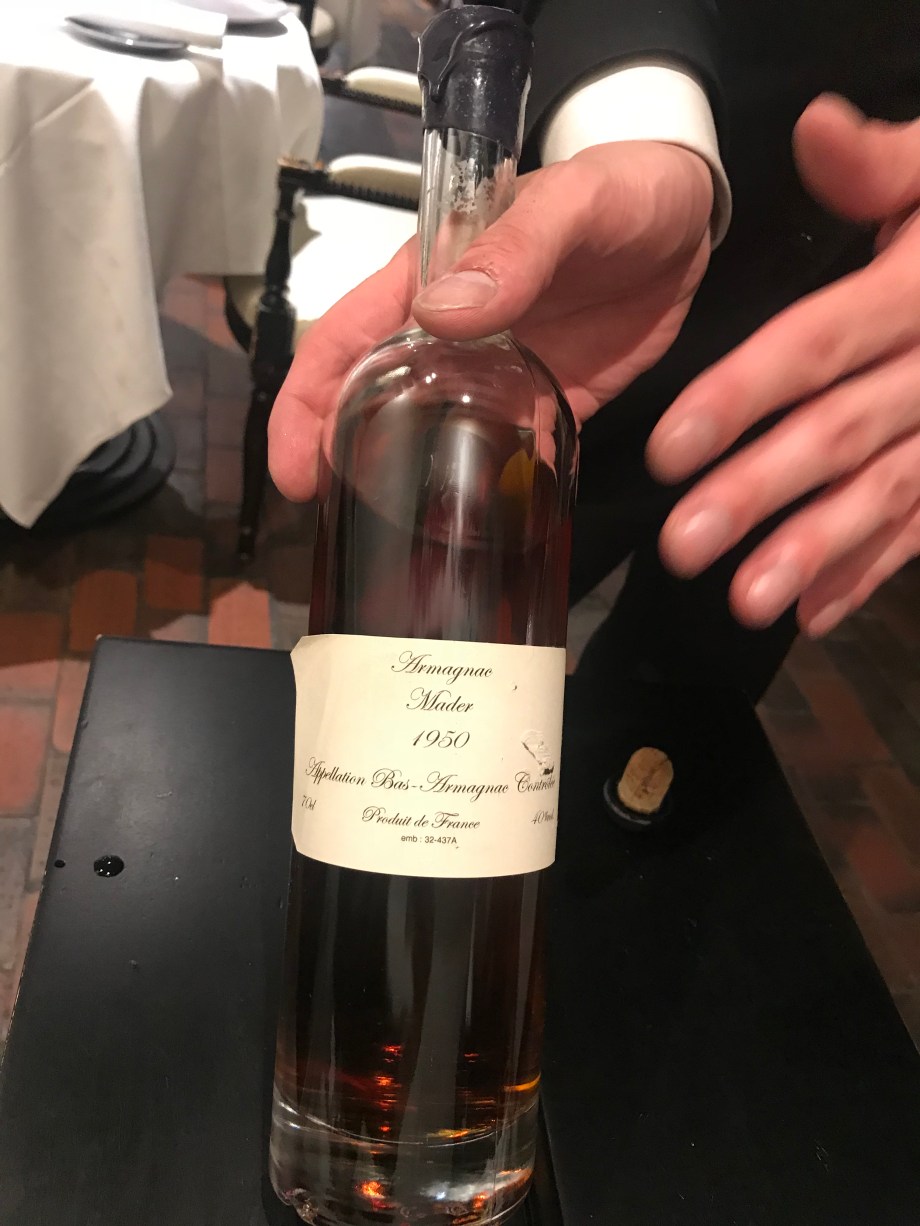 Armagnac
Mader
1950
Appellation Bas-Armagnac Contrôlée
70cl
Produit de France
40%vol.
emb : 32-437A